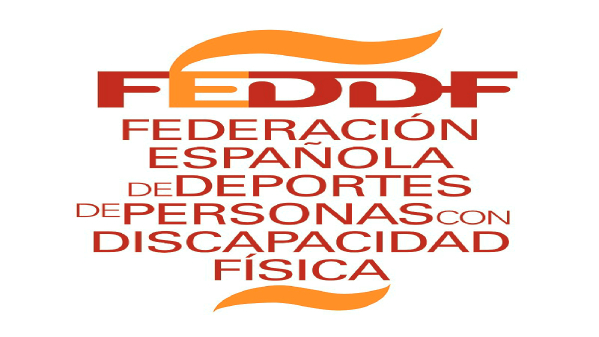 FEDDF
FEDERACIÓN
ESPAÑOLA
DE DEPORTES
DE PERSONAS CON
DISCAPACIDAD
FÍSICA